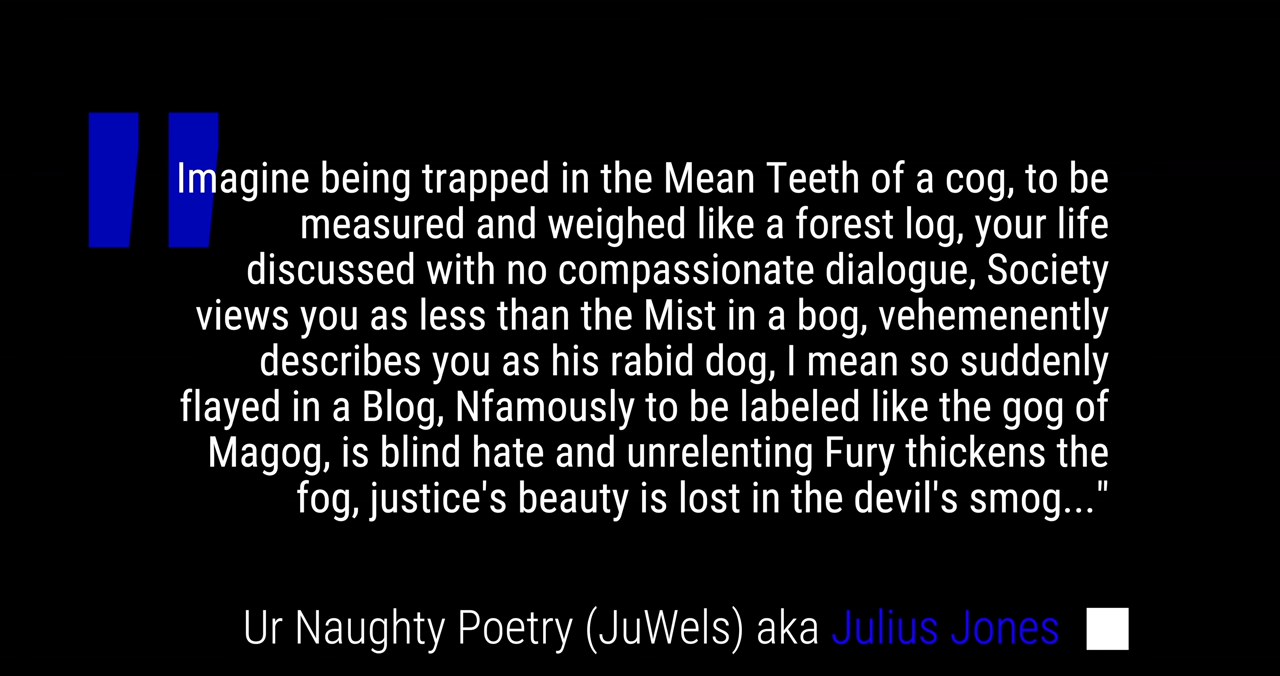 "
Imagine being trapped in the Mean Teeth of a cog, to be
measured and weighed like a forest log, your life
discussed with no compassionate dialogue, Society
views you as less than the Mist in a bog, vehemenently
describes you as his rabid dog, I mean so suddenly
flayed in a Blog, Nfamously to be labeled like the gog of
Magog, is blind hate and unrelenting Fury thickens the
fog, justice's beauty is lost in the devil's smog..."
Ur Naughty Poetry (JuWels) aka Julius Jones